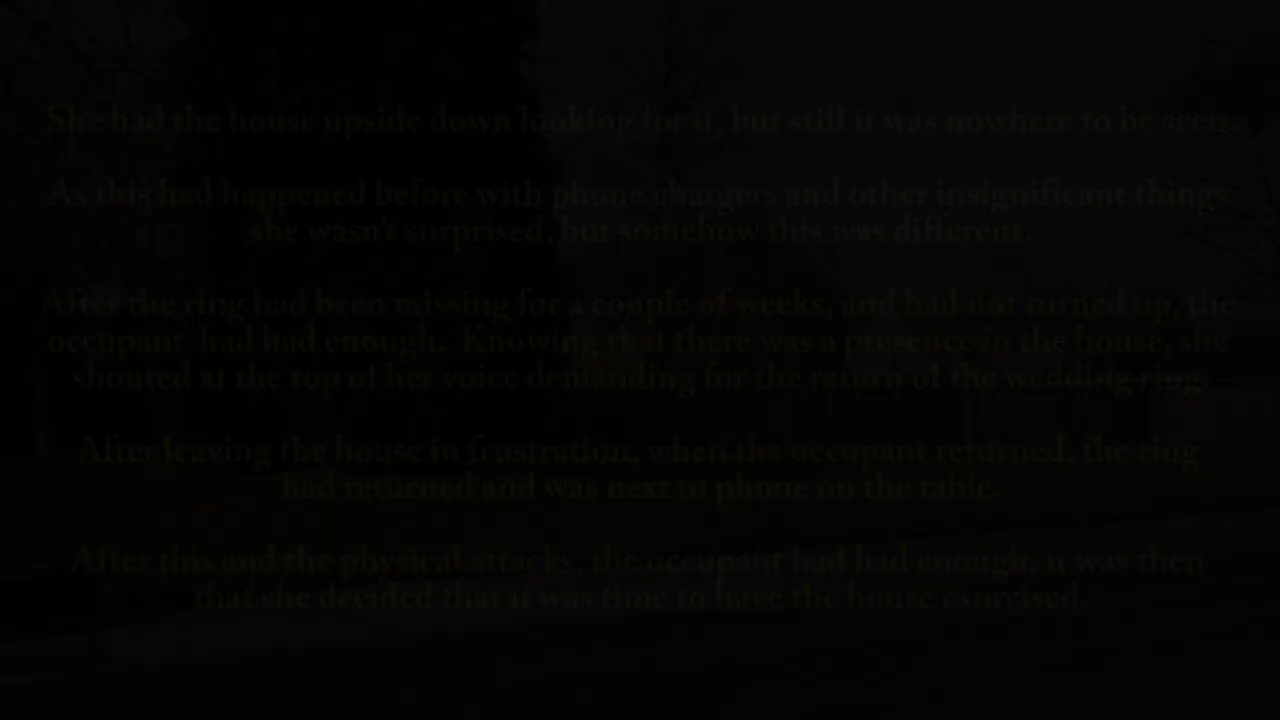 She had the house upside down looking for it, but still it was nowhere to be seen.
As this had happened before with phone chargers and other insignificant things
she wasn't surprised, but somehow this was different.
After the ring had been missing for a couple of weeks, and had not turned up, the
occupant had had enough. Knowing that there was a presence in the house, she
shouted at the top of her voice demanding for the return of the wedding ring.
After leaving the house in frustration, when the occupant returned, the ring
had returned and was next to phone on the table.
After this and the physical attacks, the occupant had had enough, it was then
that she decided that it was time to have the house exorcised.